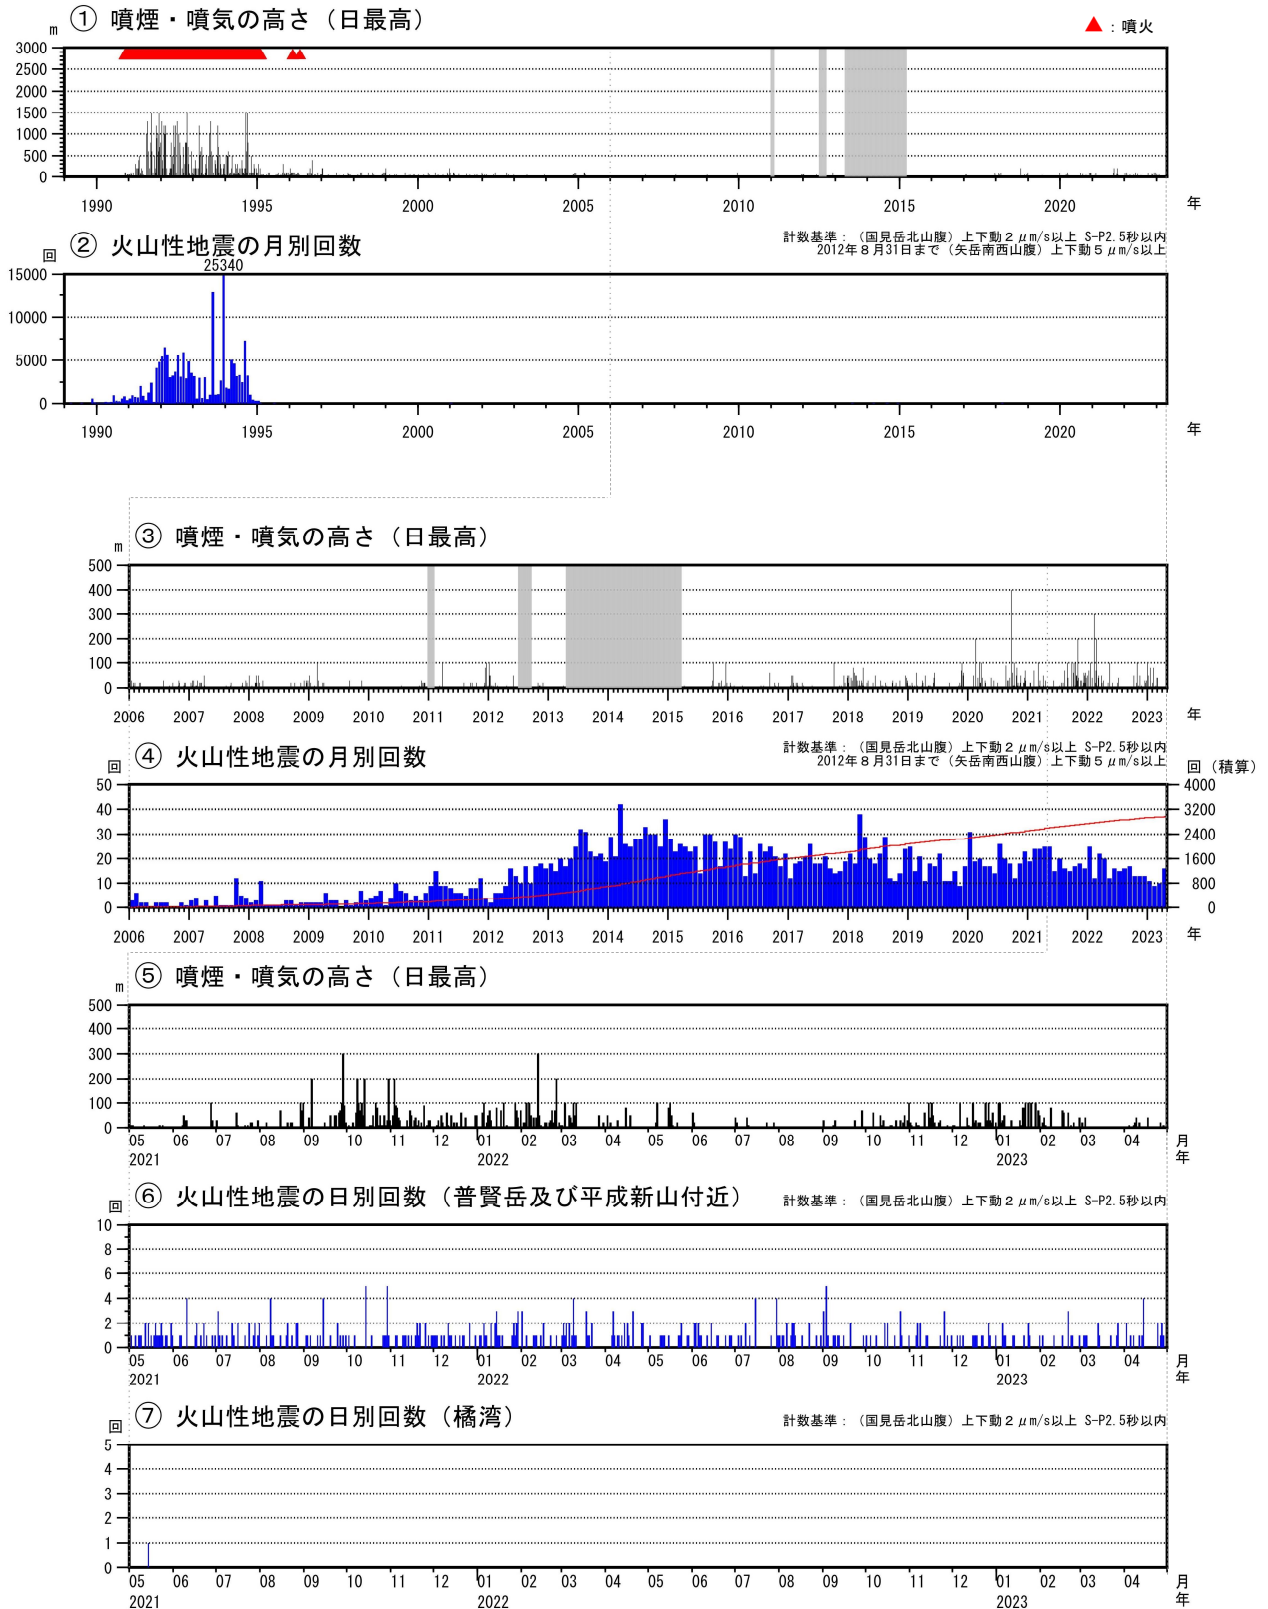 ① 噴煙・噴気の高さ（日最高）
▲ ：噴火
m
3000
2500
2000
1500
1000
500
0
1990 1995 2000 2005 2010 2015 2020 年
② 火山性地震の月別回数
計数基準：（国見岳北山腹）上下動２μm/s以上 S-P2.5秒以内
2012年８月31日まで（矢岳南西山腹）上下動５μm/s以上
回
25340
15000
10000
5000
0
1990 1995 2000 2005 2010 2015 2020 年
③ 噴煙・噴気の高さ（日最高）
m
500
400
300
200
100
0
2006 2007 2008 2009 2010 2011 2012 2013 2014 2015 2016 2017 2018 2019 2020 2021 2022 2023 年
④ 火山性地震の月別回数
計数基準：（国見岳北山腹）上下動２μm/s以上 S-P2.5秒以内
2012年８月31日まで（矢岳南西山腹）上下動５μm/s以上
回 回（積算）
50 4000
40 3200
30 2400
20 1600
10 800
0 0
2006 2007 2008 2009 2010 2011 2012 2013 2014 2015 2016 2017 2018 2019 2020 2021 2022 2023 年
⑤ 噴煙・噴気の高さ（日最高）
m
500
400
300
200
100
0
05 06 07 08 09 10 11 12 01 02 03 04 05 06 07 08 09 10 11 12 01 02 03 04 月
2021 2022 2023 年
⑥ 火山性地震の日別回数（普賢岳及び平成新山付近）
計数基準：（国見岳北山腹）上下動２μm/s以上 S-P2.5秒以内
回
10
8
6
4
2
0
05 06 07 08 09 10 11 12 01 02 03 04 05 06 07 08 09 10 11 12 01 02 03 04 月
2021 2022 2023 年
⑦ 火山性地震の日別回数（橘湾）
計数基準：（国見岳北山腹）上下動２μm/s以上 S-P2.5秒以内
回
5
4
3
2
1
0
05 06 07 08 09 10 11 12 01 02 03 04 05 06 07 08 09 10 11 12 01 02 03 04 月
2021 2022 2023 年